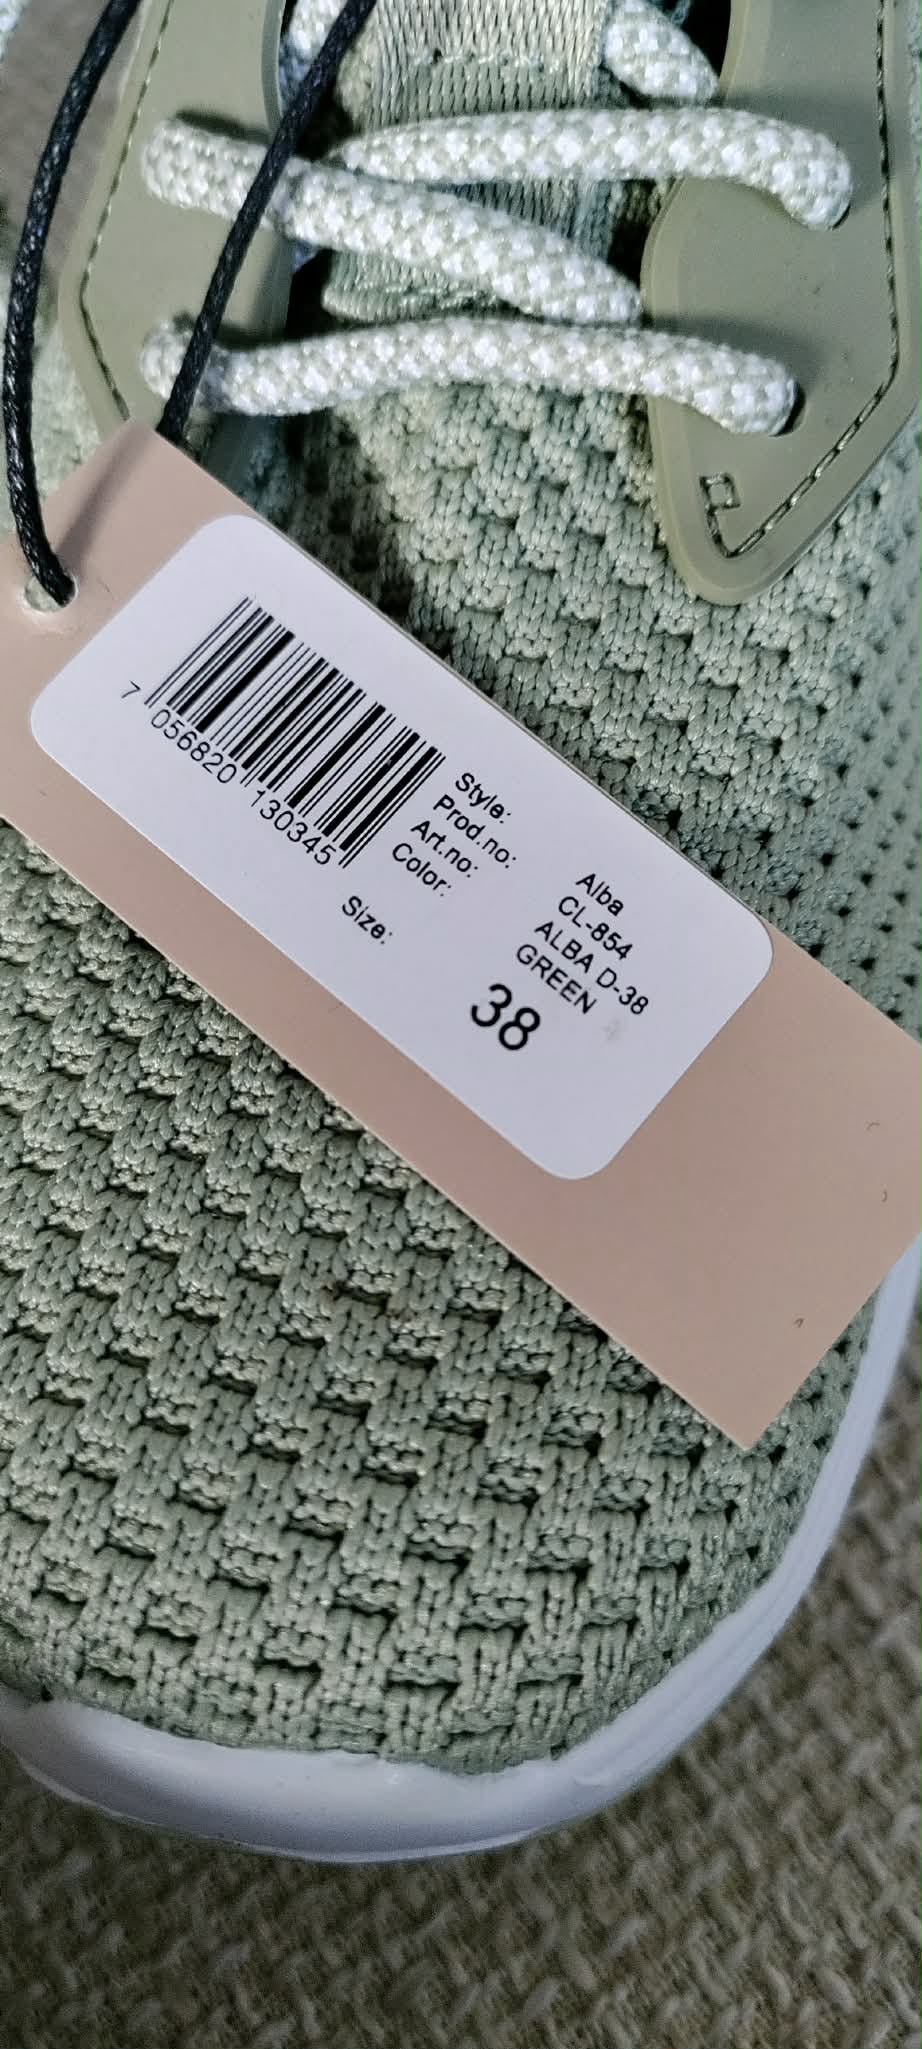 7 056820 130345
Style: Alba
Prod.no: CL-854
Art.no: ALBA D-38
Color: GREEN
Size: 38